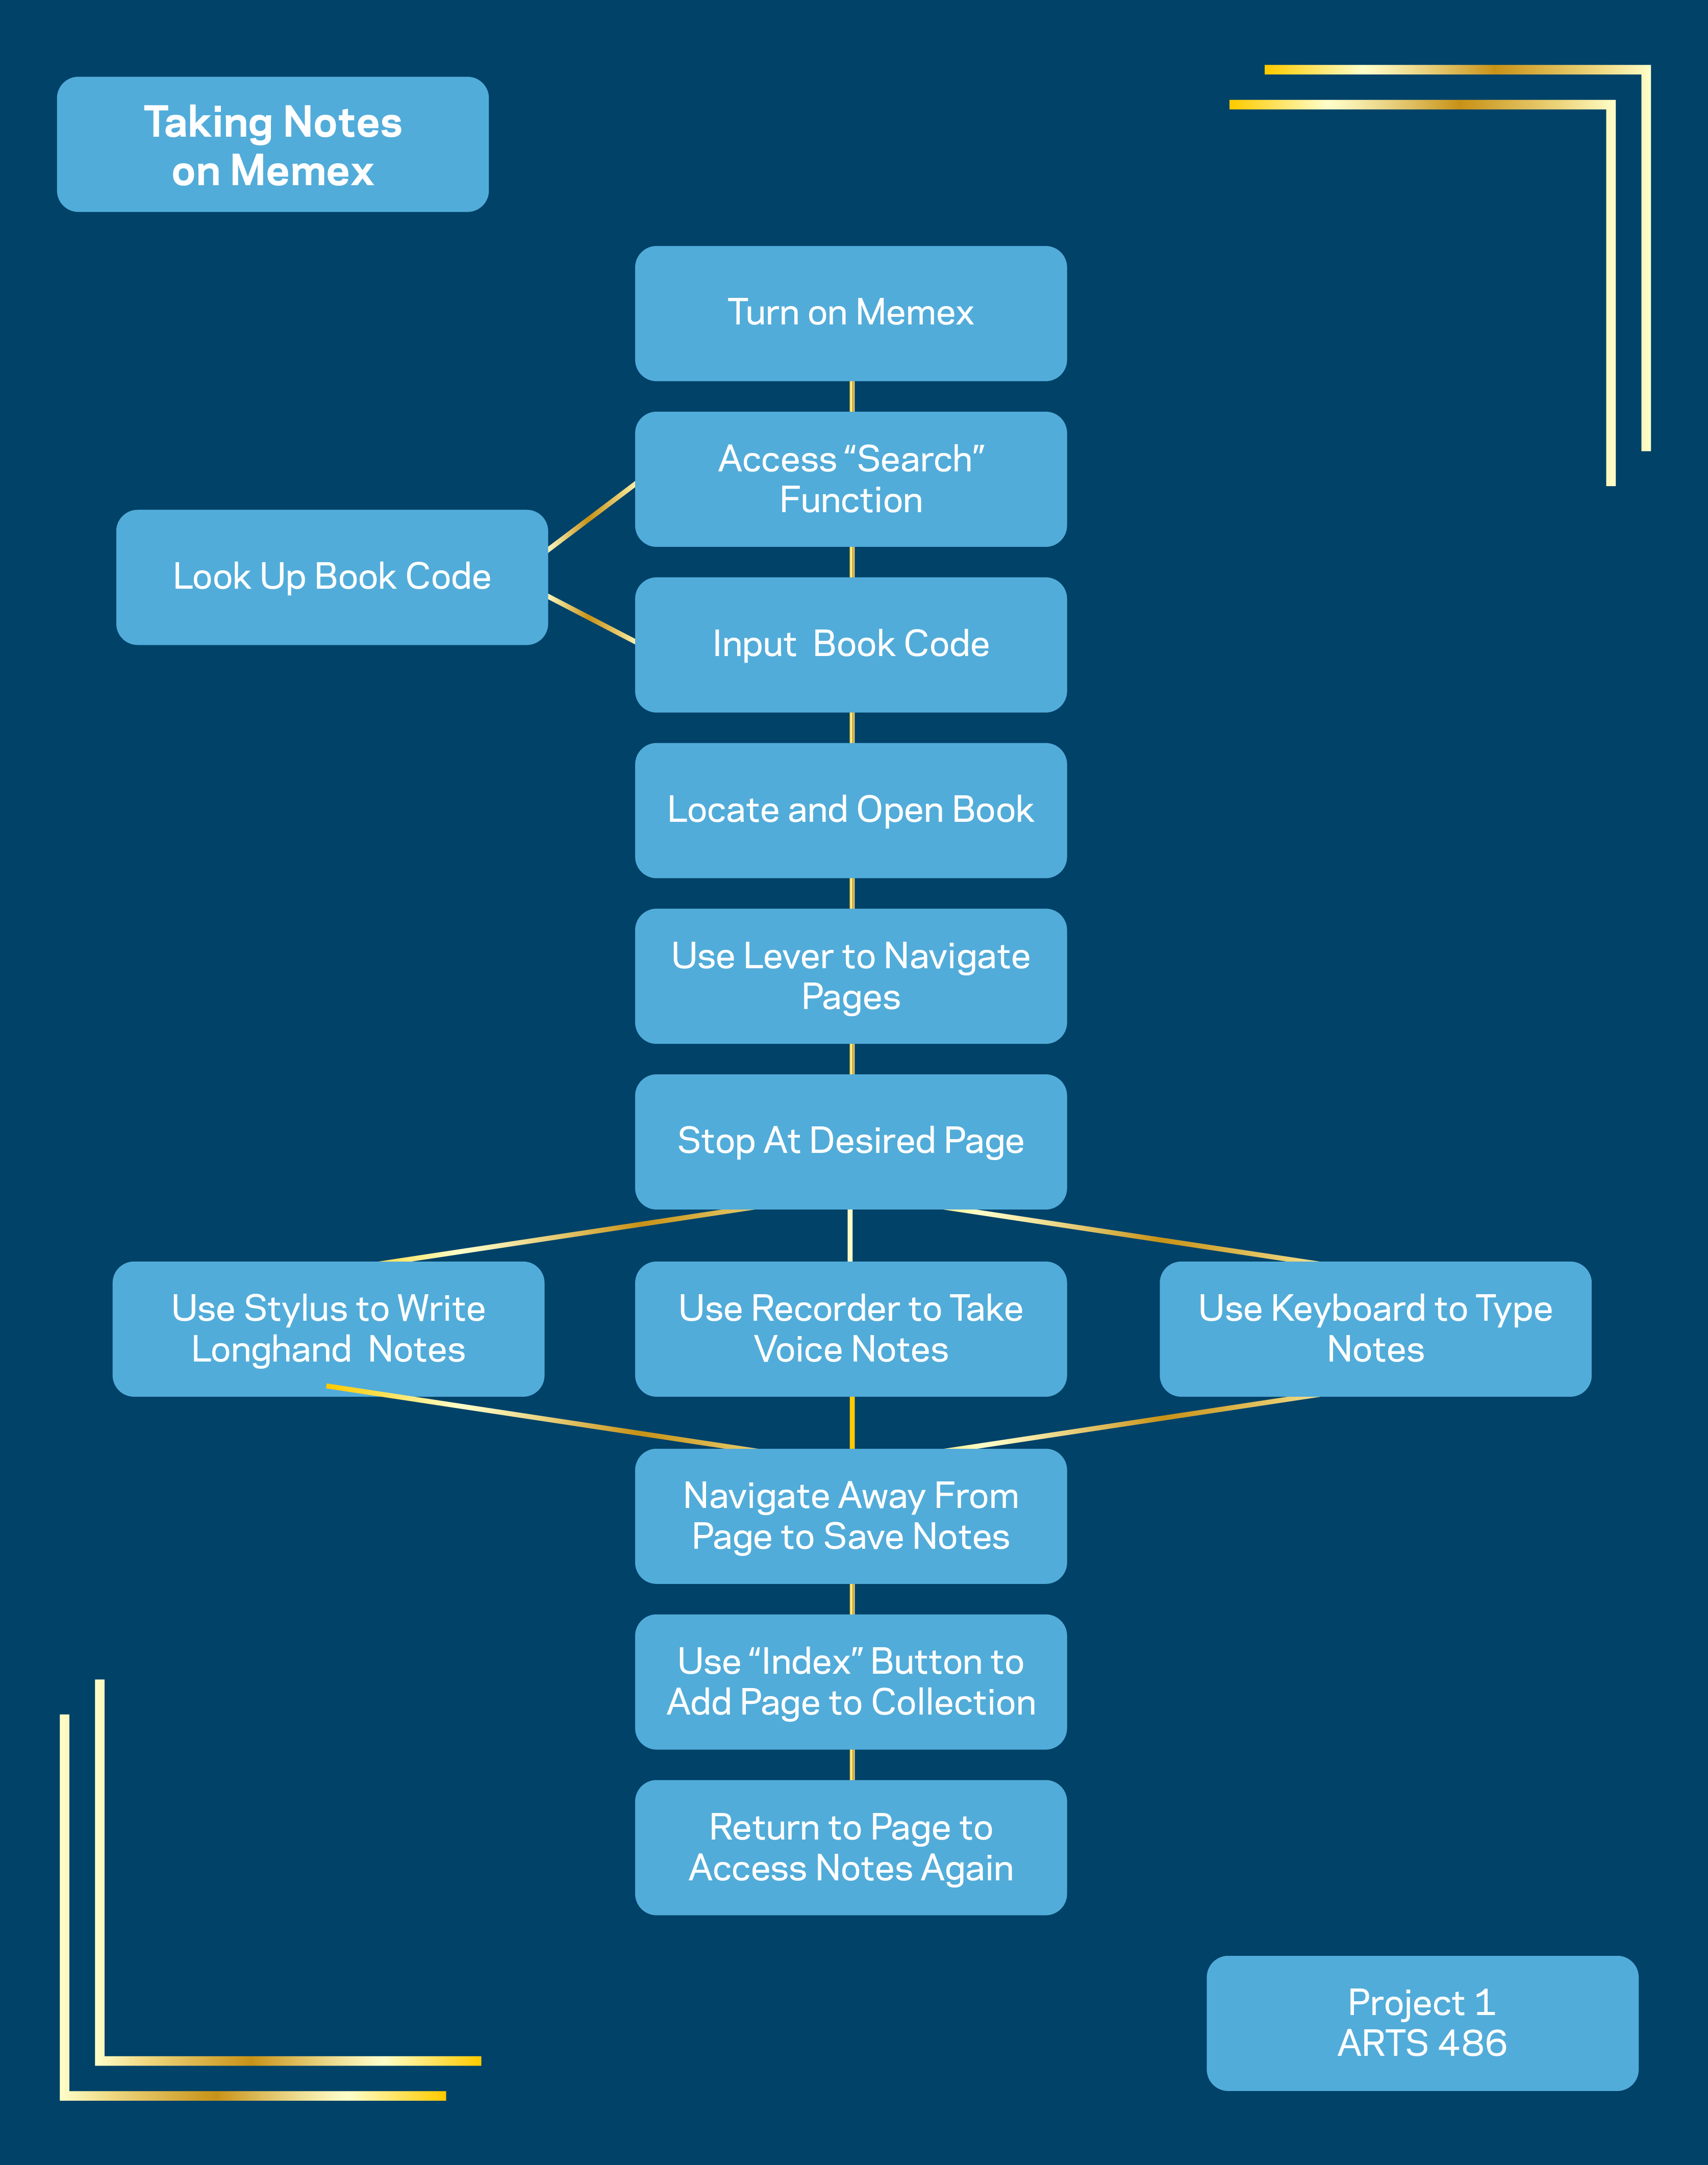 Taking Notes
on Memex
Turn on Memex
Access “Search”
Function
Look Up Book Code
Input  Book Code
Locate and Open Book
Use Lever to Navigate
Pages
Stop At Desired Page
Use Stylus to Write
Longhand  Notes
Use Recorder to Take
Voice Notes
Use Keyboard to Type
Notes
Navigate Away From
Page to Save Notes
Use “Index” Button to
Add Page to Collection
Return to Page to
Access Notes Again
Project 1
ARTS 486